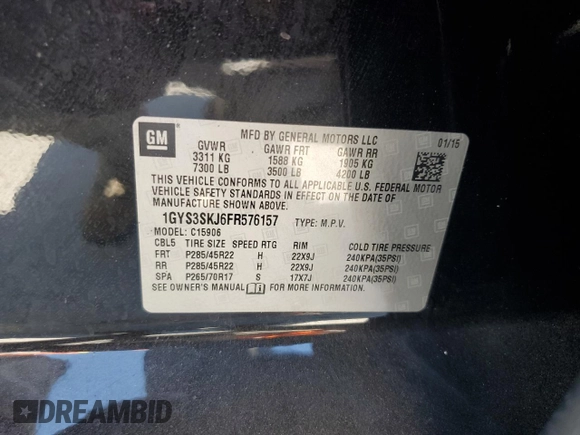 GM
MFD BY GENERAL MOTORS LLC
01/15
GVWR GAWR FRT GAWR RR
3311 KG 1588 KG 1905 KG
7300 LB 3500 LB 4200 LB
THIS VEHICLE CONFORMS TO ALL APPLICABLE U.S. FEDERAL MOTOR
VEHICLE SAFETY STANDARDS IN EFFECT ON THE DATE OF
MANUFACTURE SHOWN ABOVE.
1GYS3SKJ6FR576157 TYPE: M.P.V.
MODEL: C15906
CBL5 TIRE SIZE SPEED RTG RIM COLD TIRE PRESSURE
FRT P285/45R22 H 22X9J 240KPA(35PSI)
RR P285/45R22 H 22X9J 240KPA(35PSI)
SPA P265/70R17 S 17X7J 240KPA(35PSI)
SEE OWNER'S MANUAL FOR MORE INFORMATION.
DREAMBID